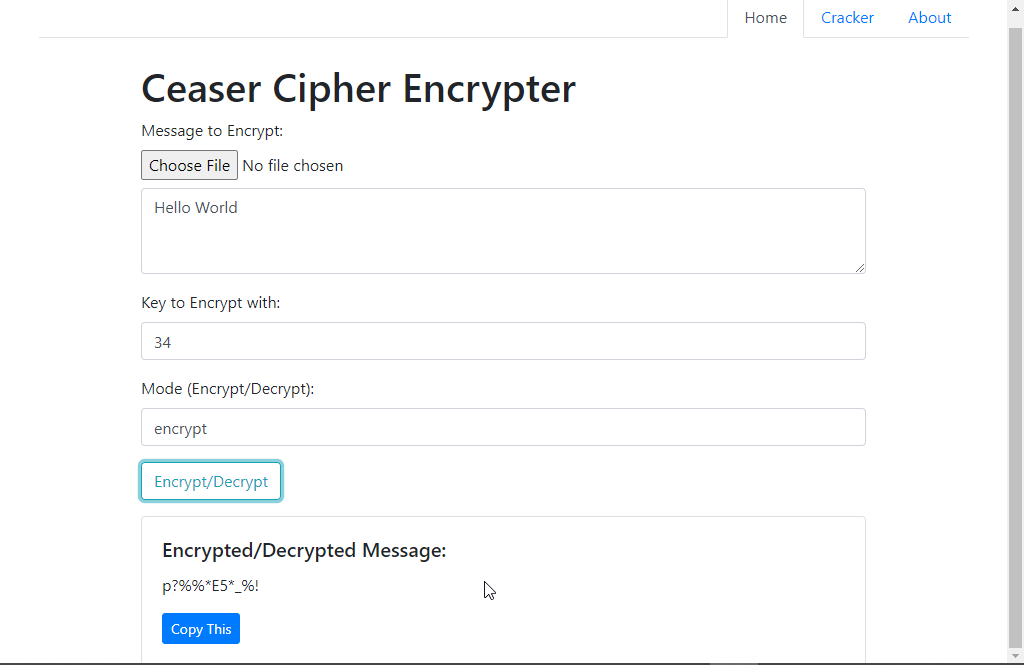 Home Cracker About
Ceaser Cipher Encrypter
Message to Encrypt:
Choose File No file chosen
Hello World
Key to Encrypt with:
34
Mode (Encrypt/Decrypt):
encrypt
Encrypt/Decrypt
Encrypted/Decrypted Message:
p?%%*E5*_%!
Copy This